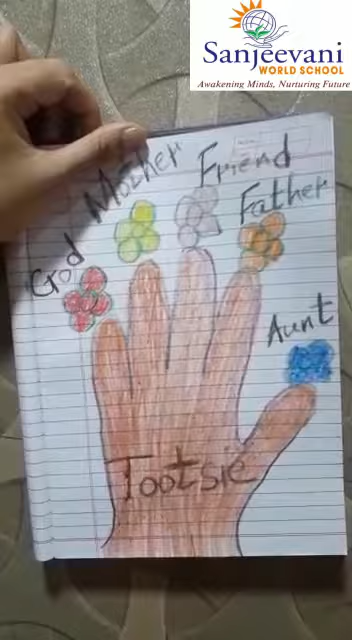 Sanjeevani
WORLD SCHOOL
Awakening Minds, Nurturing Future
God
Mother
Friend
Father
Aunt
Tootsie